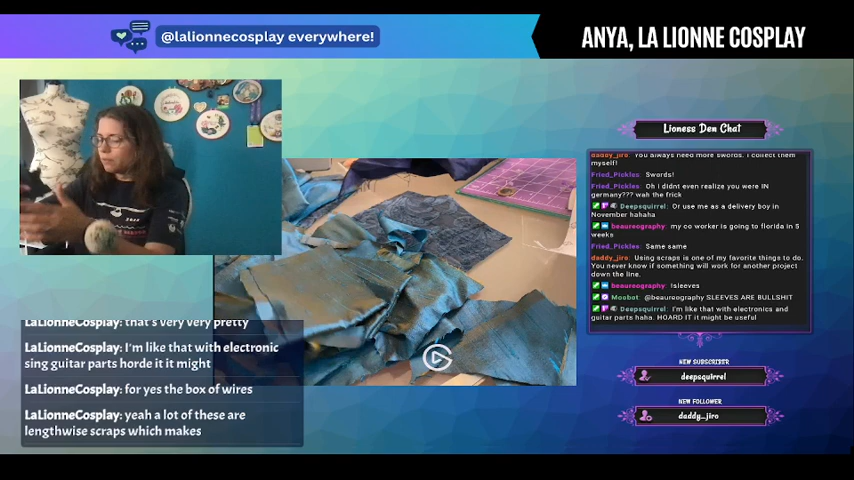 @lalionnecosplay everywhere!
ANYA, LA LIONNE COSPLAY
Lioness Den Chat
daddy_jiro: You always need more swords. I collect them
myself!
Fried_Pickles: Swords!
Fried_Pickles: Oh I didnt even realize you were IN
germany??? wah the frick
Deepsquirrel: Or use me as a delivery boy in
November hahaha
beaureography: my co worker is going to florida in 5
weeks
Fried_Pickles: Same same
daddy_jiro: Using scraps is one of my favorite things to do.
You never know if something will work for another project
down the line.
beaureography: !sleeves
Moobot: @beaureography SLEEVES ARE BULLSHIT
Deepsquirrel: I'm like that with electronics and
guitar parts haha. HOARD IT it might be useful
LaLionneCosplay: that's very very pretty
LaLionneCosplay: I'm like that with electronic
sing guitar parts horde it it might
LaLionneCosplay: for yes the box of wires
LaLionneCosplay: yeah a lot of these are
lengthwise scraps which makes
NEW SUBSCRIBER
deepsquirrel
NEW FOLLOWER
daddy_jiro